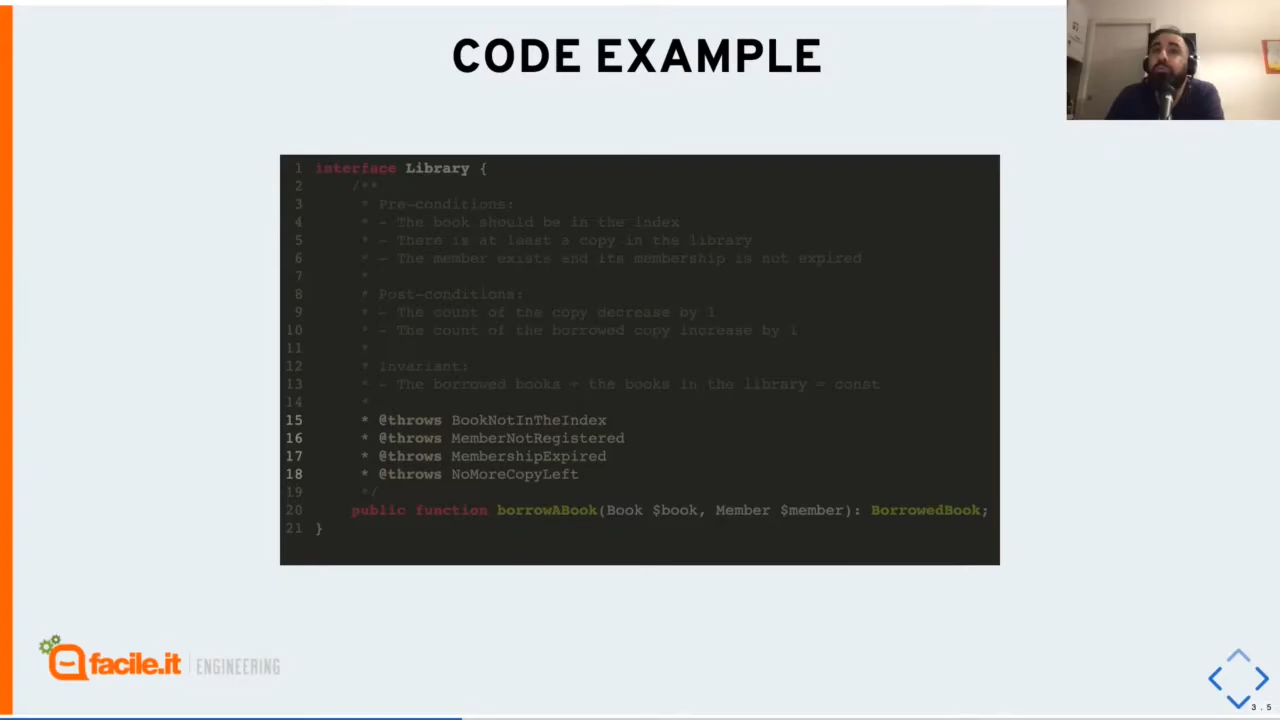 CODE EXAMPLE
1 interface Library {
2 /**
3 * Pre-conditions:
4 * - The book should be in the index
5 * - There is at least a copy in the library
6 * - The member exists and its membership is not expired
7 *
8 * Post-conditions:
9 * - The count of the copy decrease by 1
10 * - The count of the borrowed copy increase by 1
11 *
12 * Invariant:
13 * - The borrowed books + the books in the library = const
14 *
15 * @throws BookNotInTheIndex
16 * @throws MemberNotRegistered
17 * @throws MembershipExpired
18 * @throws NoMoreCopyLeft
19 */
20 public function borrowABook(Book $book, Member $member): BorrowedBook;
21 }
facile.it ENGINEERING
3.5